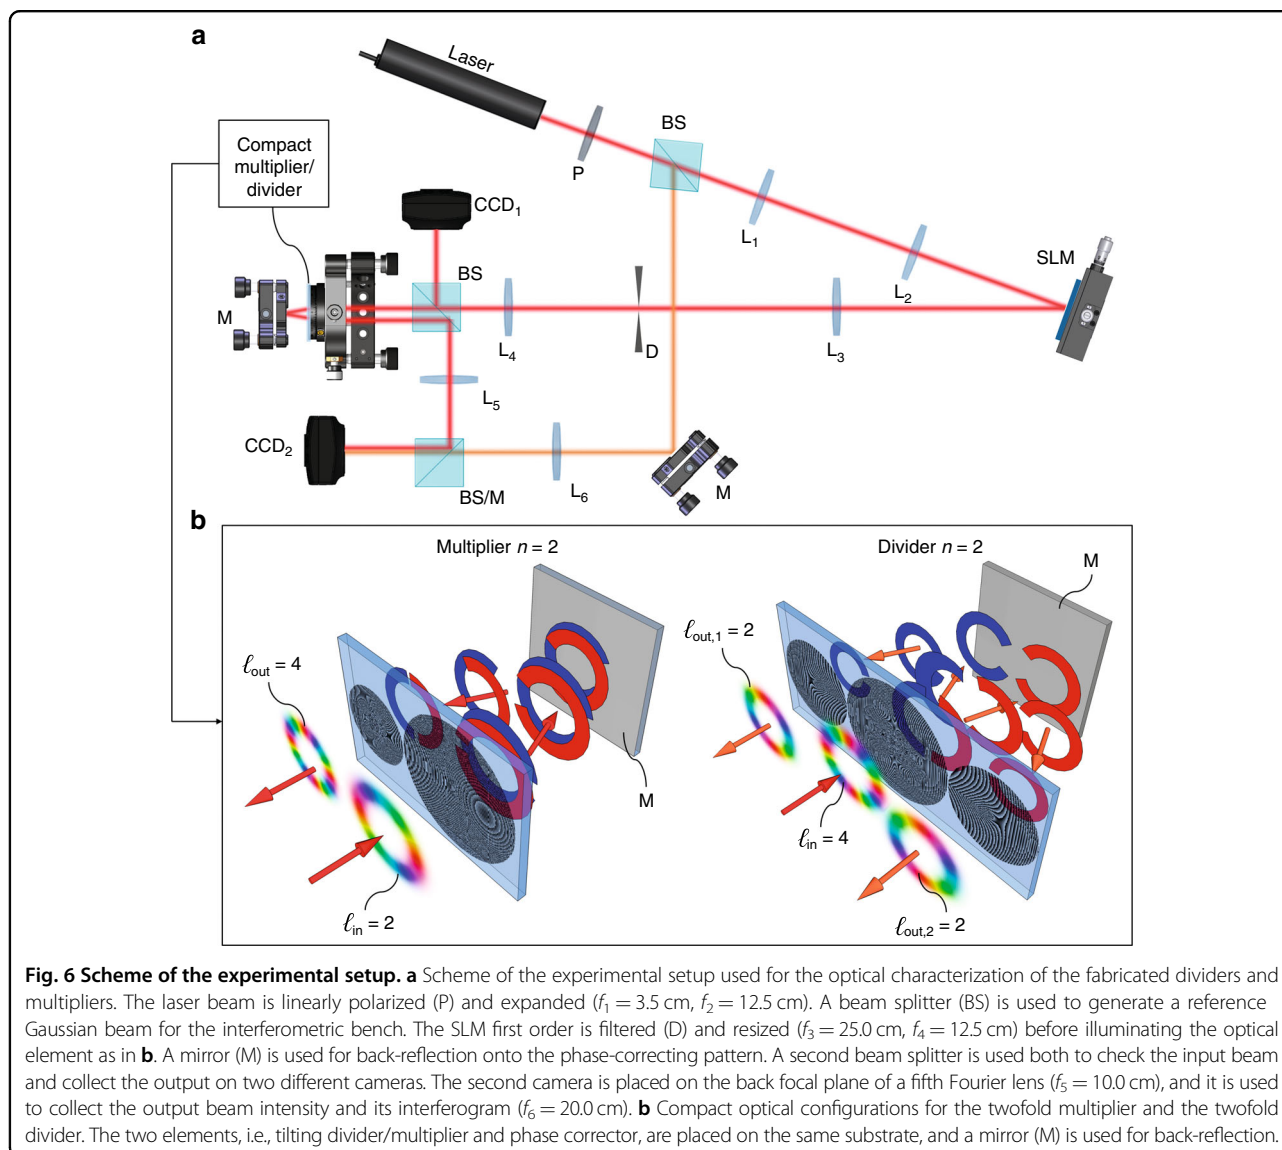 a
Laser
BS
P
Compact
multiplier/
divider
CCD₁
L₁
SLM
BS
L₂
M
L₄
D
L₃
L₅
CCD₂
BS/M
L₆
M
b
Multiplier n = 2
Divider n = 2
M
ℓout,1 = 2
ℓout = 4
M
ℓin = 4
ℓin = 2
ℓout,2 = 2
Fig. 6 Scheme of the experimental setup. a Scheme of the experimental setup used for the optical characterization of the fabricated dividers and
multipliers. The laser beam is linearly polarized (P) and expanded (f₁ = 3.5 cm, f₂ = 12.5 cm). A beam splitter (BS) is used to generate a reference
Gaussian beam for the interferometric bench. The SLM first order is filtered (D) and resized (f₃ = 25.0 cm, f₄ = 12.5 cm) before illuminating the optical
element as in b. A mirror (M) is used for back-reflection onto the phase-correcting pattern. A second beam splitter is used both to check the input beam
and collect the output on two different cameras. The second camera is placed on the back focal plane of a fifth Fourier lens (f₅ = 10.0 cm), and it is used
to collect the output beam intensity and its interferogram (f₆ = 20.0 cm). b Compact optical configurations for the twofold multiplier and the twofold
divider. The two elements, i.e., tilting divider/multiplier and phase corrector, are placed on the same substrate, and a mirror (M) is used for back-reflection.